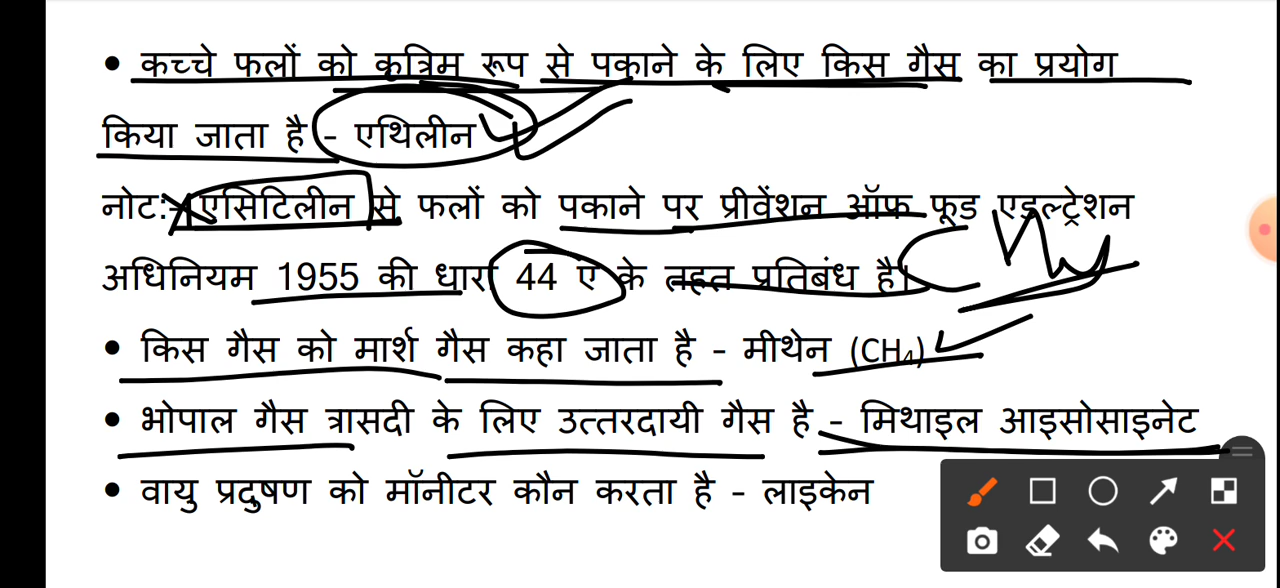 • कच्चे फलों को कृत्रिम रूप से पकाने के लिए किस गैस का प्रयोग
किया जाता है - एथिलीन
नोट:- एसिटिलीन से फलों को पकाने पर प्रीवेंशन ऑफ फूड एडल्ट्रेशन
अधिनियम 1955 की धारा 44 ए के तहत प्रतिबंध है।
• किस गैस को मार्श गैस कहा जाता है - मीथेन (CH₄)
• भोपाल गैस त्रासदी के लिए उत्तरदायी गैस है - मिथाइल आइसोसाइनेट
• वायु प्रदुषण को मॉनीटर कौन करता है - लाइकेन